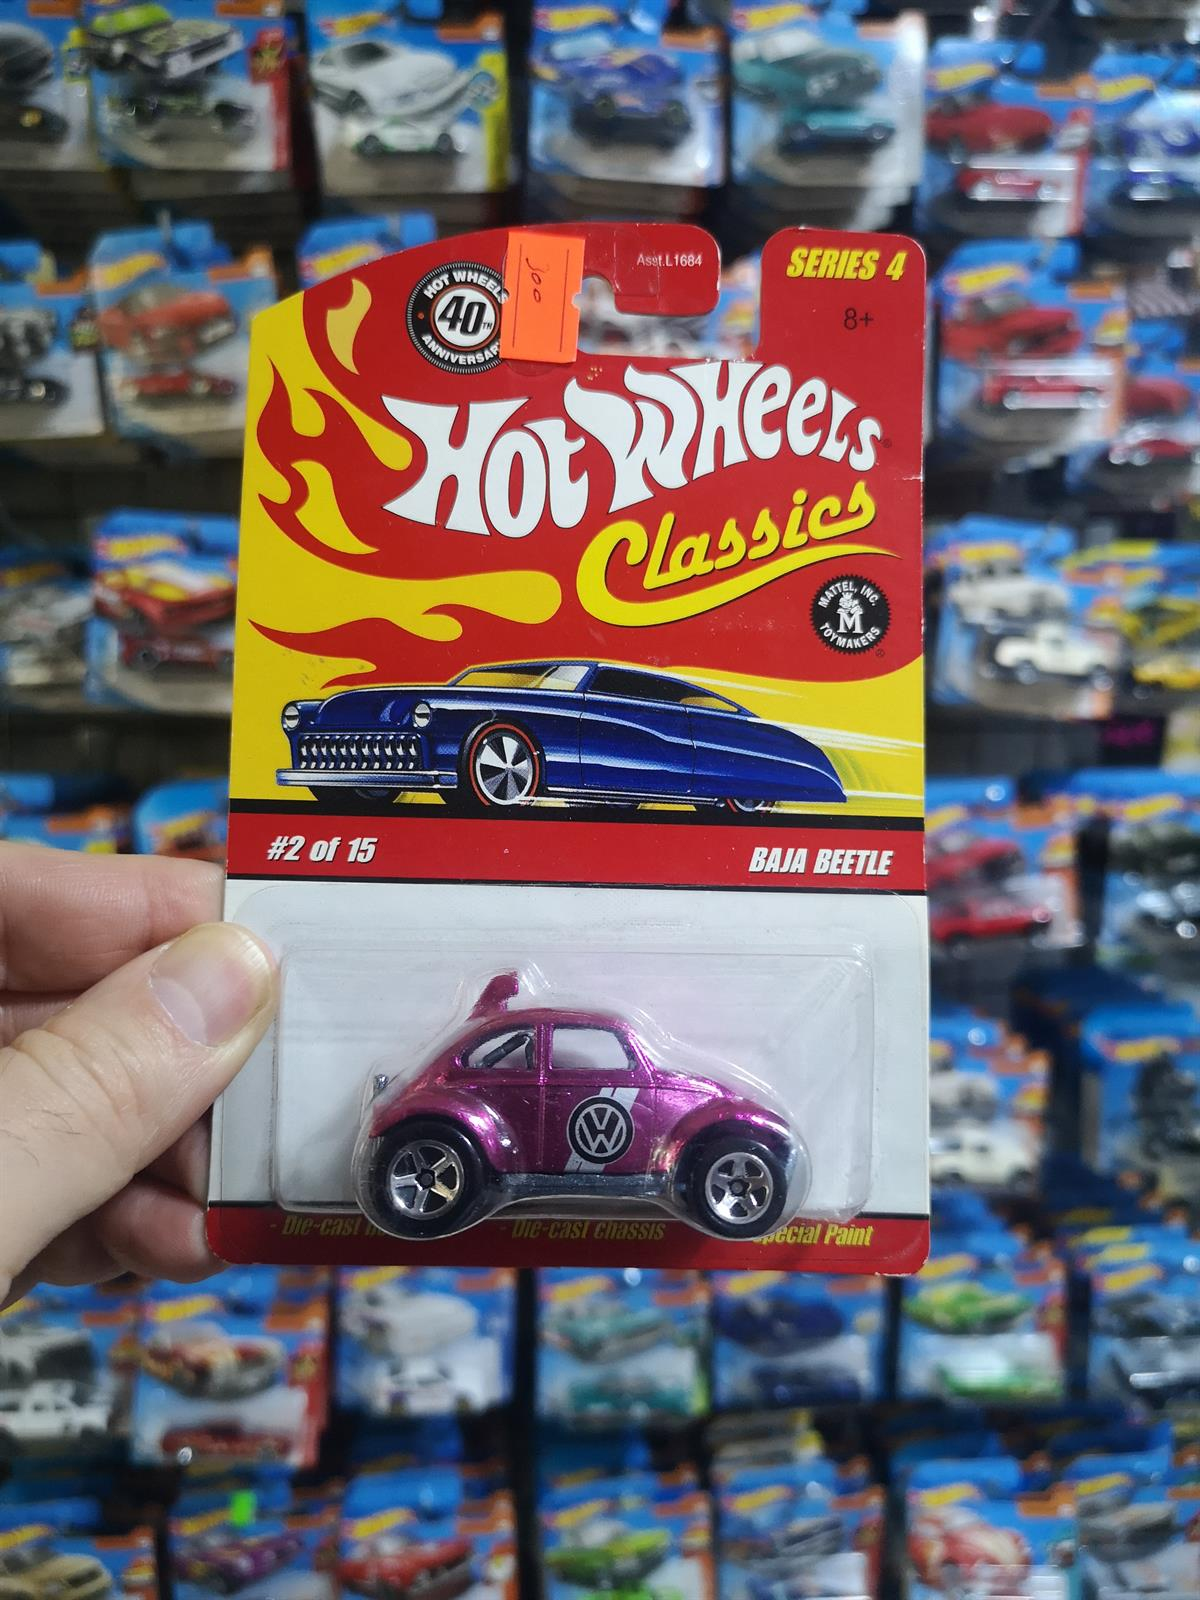 Asst.L1684
SERIES 4
8+
HOT WHEELS
40TH
ANNIVERSARY
300
HOT WHEELS
Classics
MATTEL, INC.
M
TOYMAKERS
#2 of 15
BAJA BEETLE
VW
- Die-cast
- Die-cast chassis
Special Paint